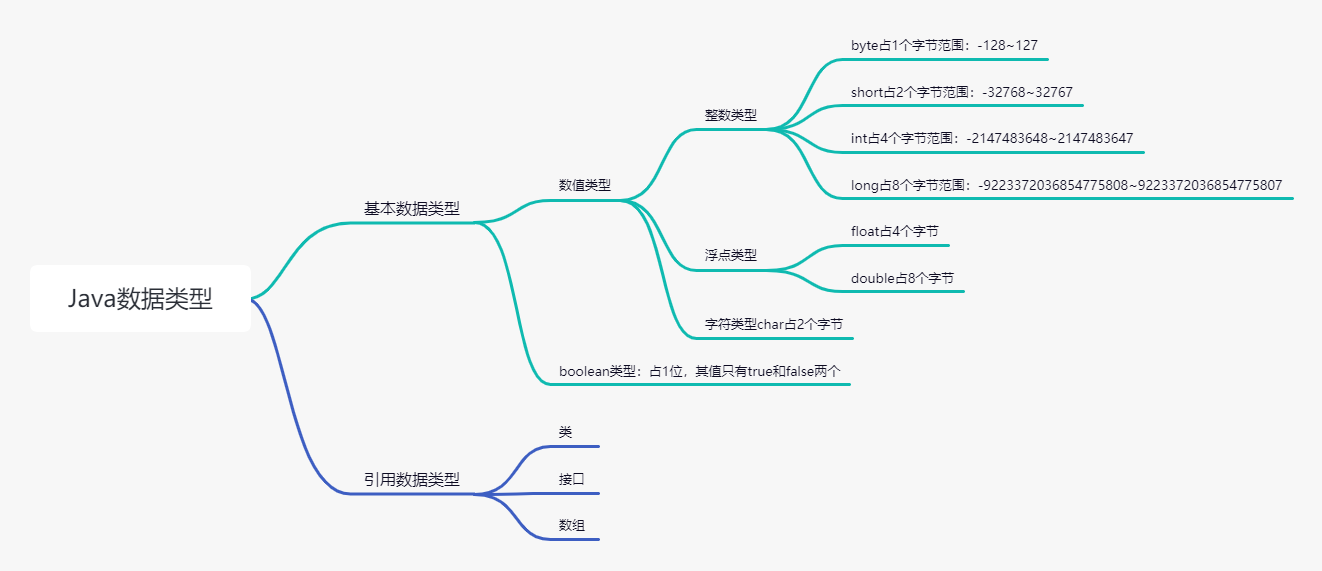 Java数据类型
基本数据类型
数值类型
整数类型
byte占1个字节范围：-128~127
short占2个字节范围：-32768~32767
int占4个字节范围：-2147483648~2147483647
long占8个字节范围：-9223372036854775808~9223372036854775807
浮点类型
float占4个字节
double占8个字节
字符类型char占2个字节
boolean类型：占1位，其值只有true和false两个
引用数据类型
类
接口
数组